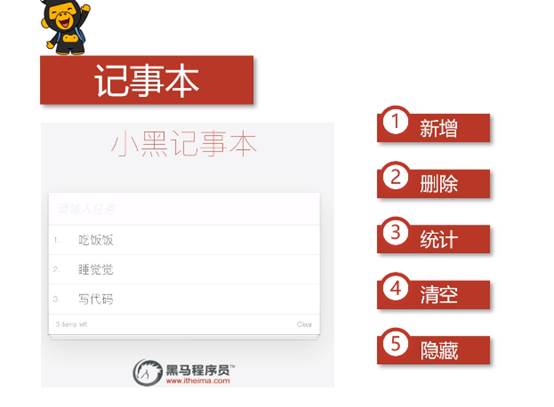 记事本
小黑记事本
请输入任务
1. 吃饭饭
2. 睡觉觉
3. 写代码
3 items left Clear
黑马程序员™
www.itheima.com
1 新增
2 删除
3 统计
4 清空
5 隐藏